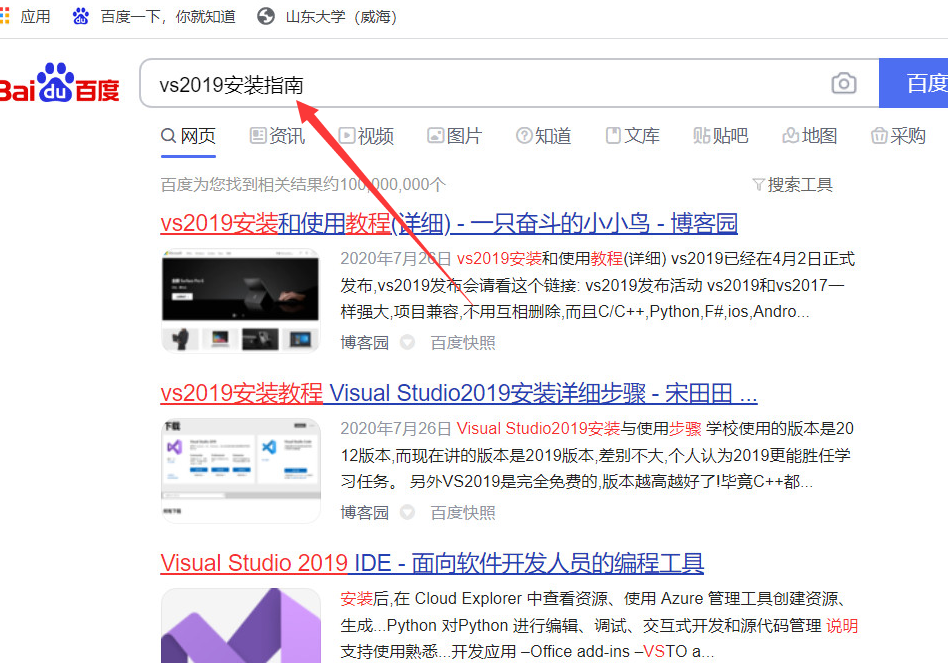 应用 百度一下，你就知道 山东大学（威海）
Bai du 百度 vs2019安装指南 百度
网页 资讯 视频 图片 知道 文库 贴吧 地图 采购
百度为您找到相关结果约100,000,000个 搜索工具
vs2019安装和使用教程(详细) - 一只奋斗的小小鸟 - 博客园
2020年7月26日 vs2019安装和使用教程(详细) vs2019已经在4月2日正式
发布,vs2019发布会请看这个链接: vs2019发布活动 vs2019和vs2017一
样强大,项目兼容,不用互相删除,而且C/C++,Python,F#,ios,Andro...
博客园 百度快照
vs2019安装教程 Visual Studio2019安装详细步骤 - 宋田田 ...
下载
2020年7月26日 Visual Studio2019安装与使用步骤 学校使用的版本是20
12版本,而现在讲的版本是2019版本,差别不大,个人认为2019更能胜任学
习任务。 另外VS2019是完全免费的,版本越高越好了!毕竟C++都...
博客园 百度快照
Visual Studio 2019 IDE - 面向软件开发人员的编程工具
安装后,在 Cloud Explorer 中查看资源、使用 Azure 管理工具创建资源、
生成...Python 对Python 进行编辑、调试、交互式开发和源代码管理 说明
支持使用熟悉...开发应用 –Office add-ins –VSTO a...